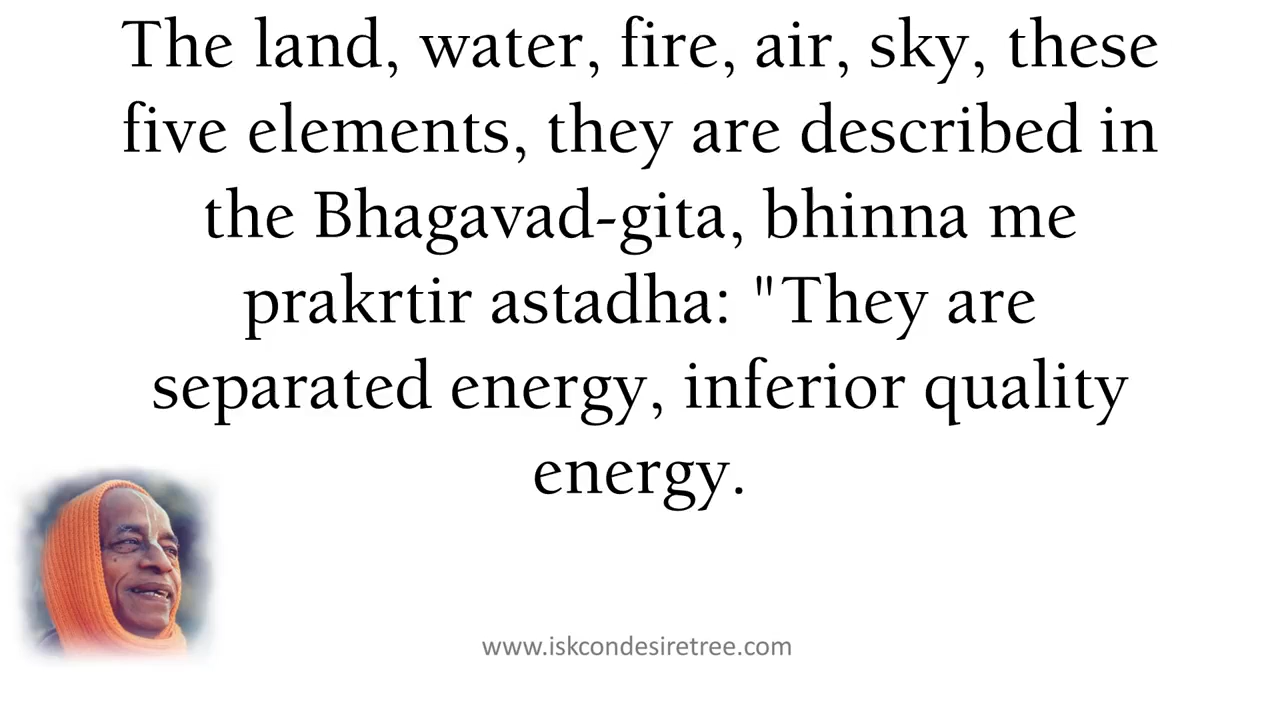 The land, water, fire, air, sky, these
five elements, they are described in
the Bhagavad-gita, bhinna me
prakrtir astadha: "They are
separated energy, inferior quality
energy.
www.iskcondesiretree.com